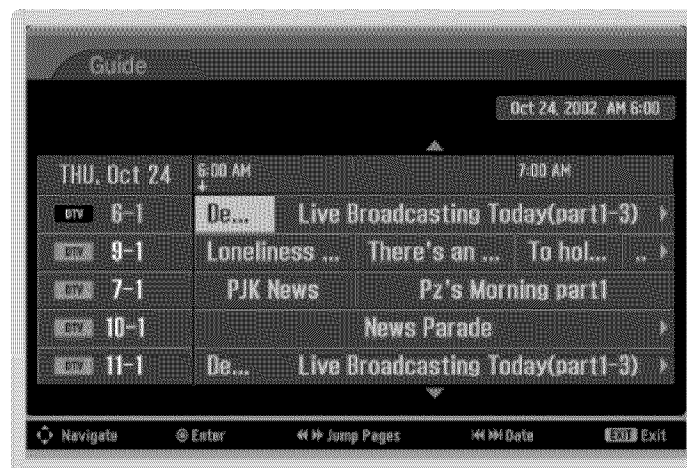 Guide
Oct 24, 2002 AM 6:00
THU. Oct 24 6:00 AM 7:00 AM
DTV 6-1 De... Live Broadcasting Today(part1-3)
DTV 9-1 Loneliness ... There's an ... To hol... ..
DTV 7-1 PJK News Pz's Morning part1
DTV 10-1 News Parade
DTV 11-1 De... Live Broadcasting Today(part1-3)
Navigate Enter Jump Pages Date EXIT Exit